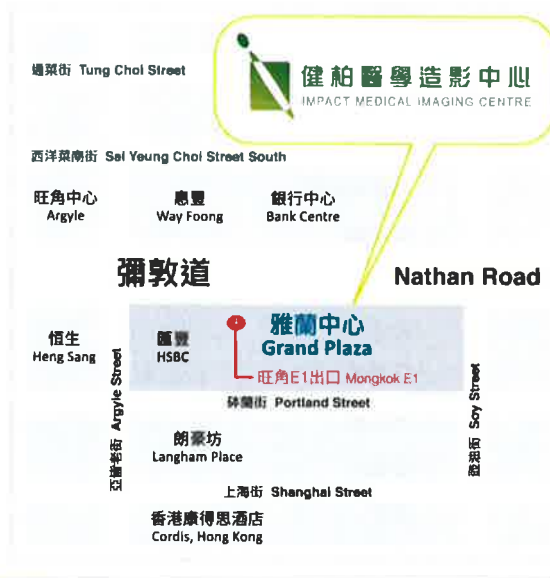 健柏醫學造影中心
IMPACT MEDICAL IMAGING CENTRE
通菜街 Tung Choi Street
西洋菜南街 Sai Yeung Choi Street South
旺角中心
Argyle
惠豐
Way Foong
銀行中心
Bank Centre
彌敦道
Nathan Road
恒生
Heng Sang
亞皆老街 Argyle Street
滙豐
HSBC
雅蘭中心
Grand Plaza
旺角E1出口 Mongkok E1
砵蘭街 Portland Street
豉油街 Soy Street
朗豪坊
Langham Place
上海街 Shanghai Street
香港康得思酒店
Cordis, Hong Kong